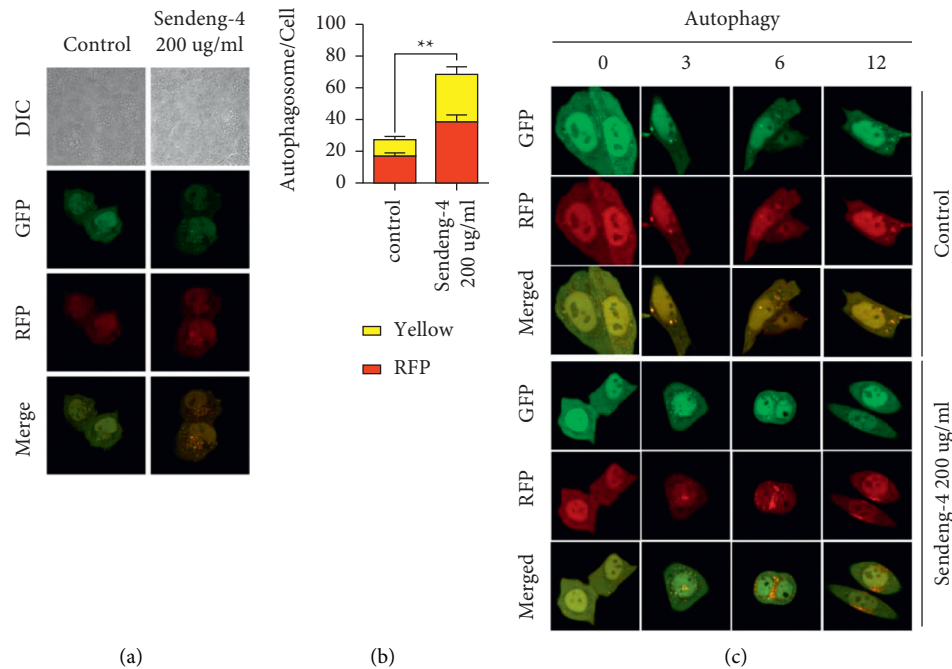 Control
Sendeng-4
200 ug/ml
DIC
GFP
RFP
Merge
(a)
Autophagosome/Cell
100
80
60
40
20
0
**
control
Sendeng-4
200 ug/ml
Yellow
RFP
(b)
Autophagy
0 3 6 12
GFP
RFP
Merged
Control
GFP
RFP
Merged
Sendeng-4 200 ug/ml
(c)